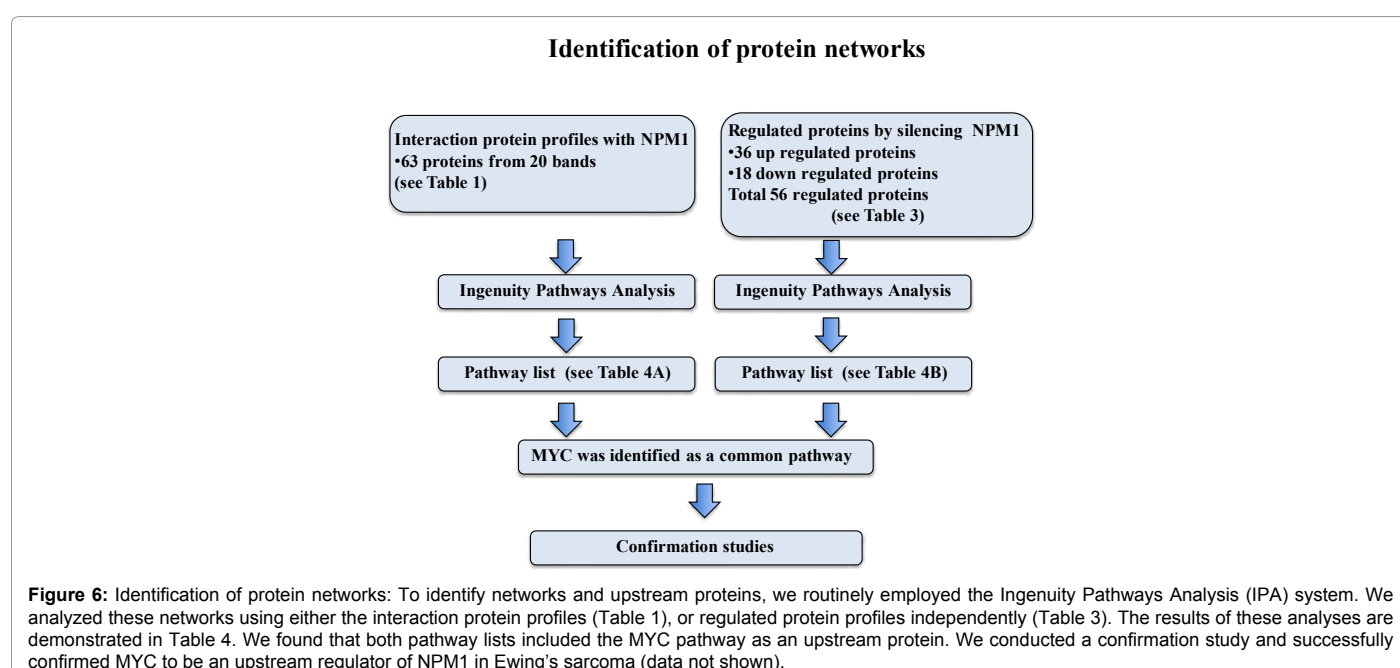 Identification of protein networks
Interaction protein profiles with NPM1
•63 proteins from 20 bands
(see Table 1)
Regulated proteins by silencing NPM1
•36 up regulated proteins
•18 down regulated proteins
Total 56 regulated proteins
(see Table 3)
Ingenuity Pathways Analysis
Ingenuity Pathways Analysis
Pathway list (see Table 4A)
Pathway list (see Table 4B)
MYC was identified as a common pathway
Confirmation studies
Figure 6: Identification of protein networks: To identify networks and upstream proteins, we routinely employed the Ingenuity Pathways Analysis (IPA) system. We
analyzed these networks using either the interaction protein profiles (Table 1), or regulated protein profiles independently (Table 3). The results of these analyses are
demonstrated in Table 4. We found that both pathway lists included the MYC pathway as an upstream protein. We conducted a confirmation study and successfully
confirmed MYC to be an upstream regulator of NPM1 in Ewing's sarcoma (data not shown).